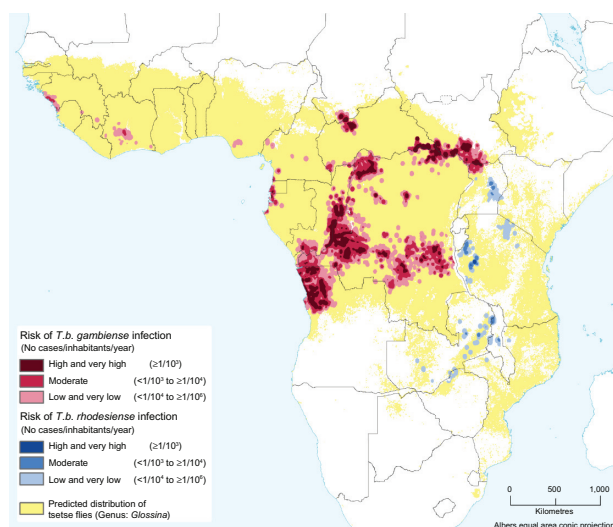 Risk of T.b. gambiense infection
(No cases/inhabitants/year)
High and very high (≥1/10³)
Moderate (<1/10³ to ≥1/10⁴)
Low and very low (<1/10⁴ to ≥1/10⁶)
Risk of T.b. rhodesiense infection
(No cases/inhabitants/year)
High and very high (≥1/10³)
Moderate (<1/10³ to ≥1/10⁴)
Low and very low (<1/10⁴ to ≥1/10⁶)
Predicted distribution of
tsetse flies (Genus: Glossina)
0 500 1,000
Kilometres
Albers equal area conic projection